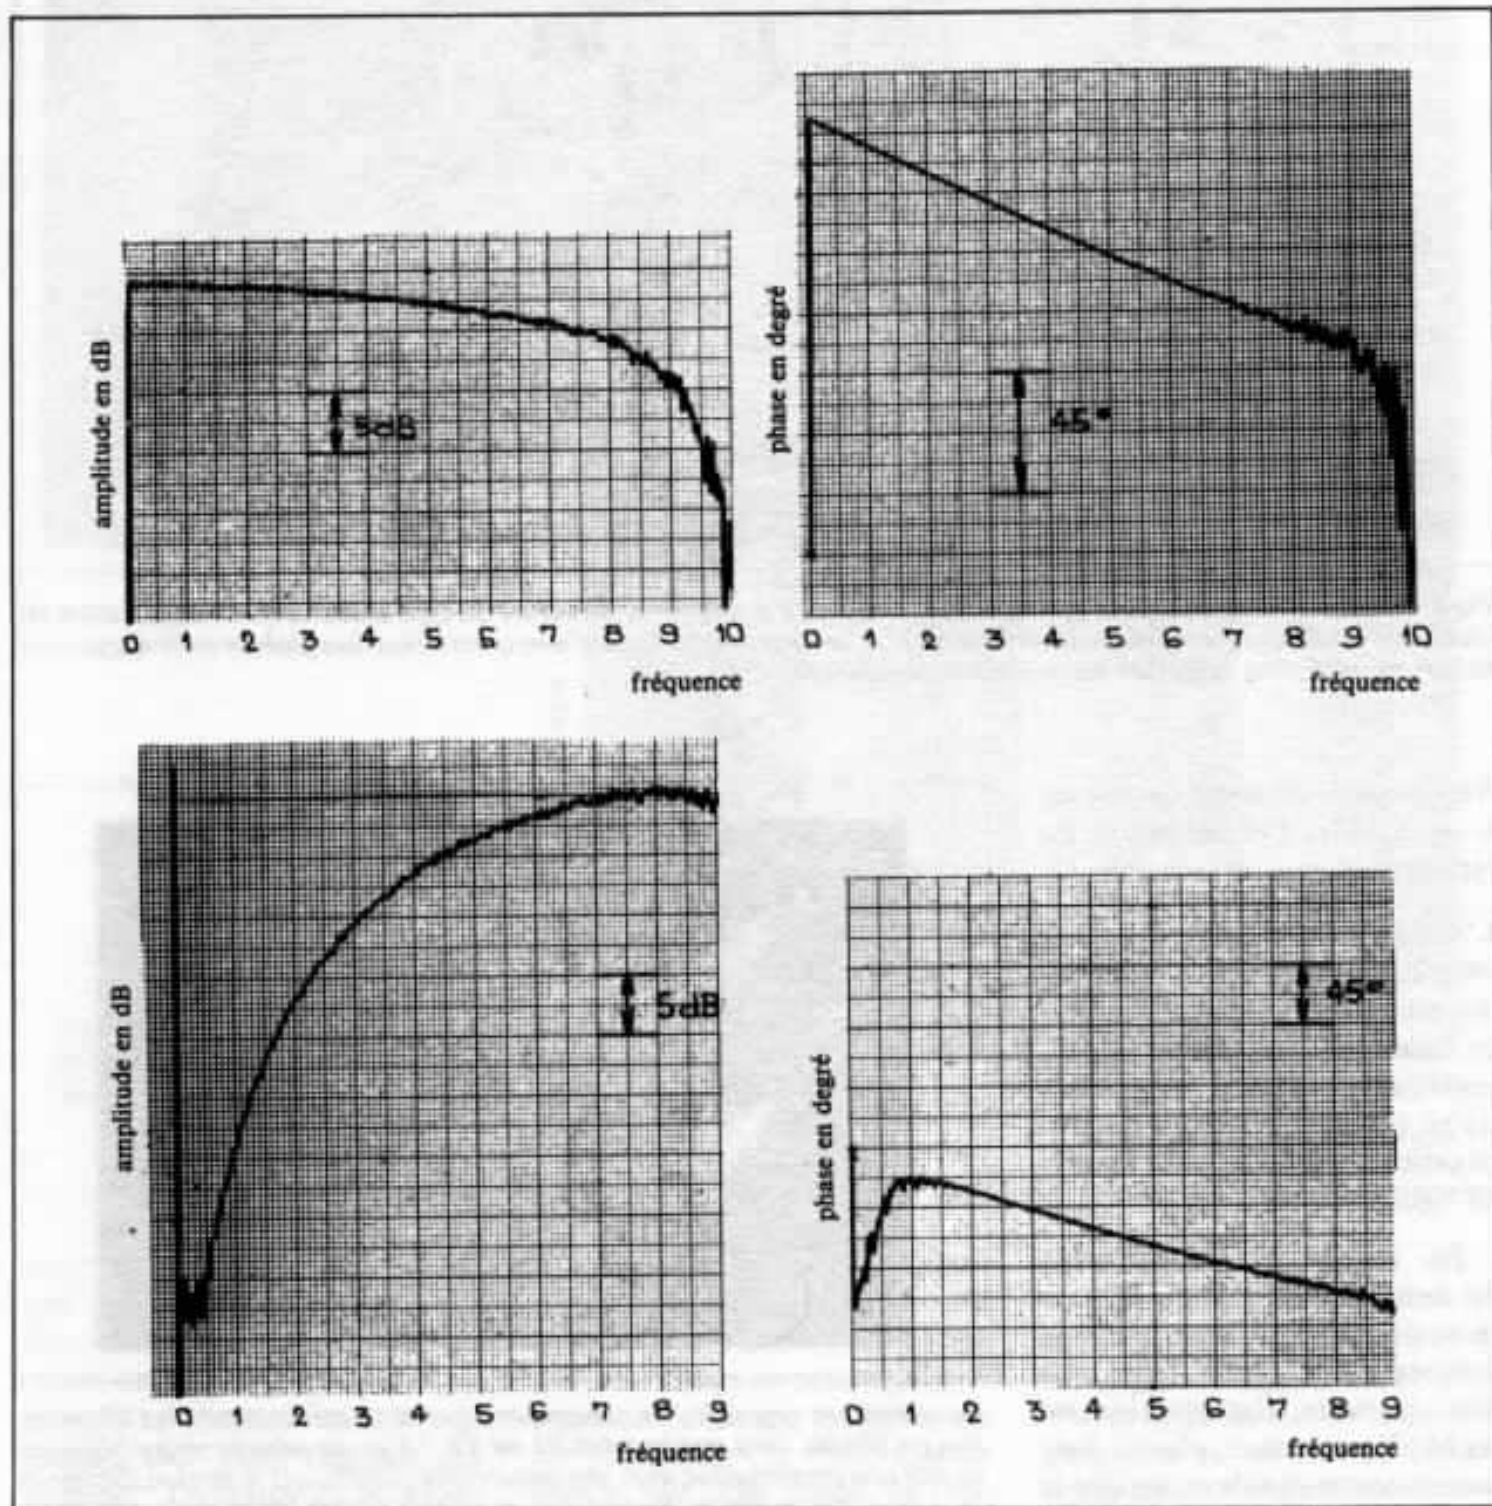 amplitude en dB
5dB
0 1 2 3 4 5 6 7 8 9 10
fréquence
phase en degré
45°
0 1 2 3 4 5 6 7 8 9 10
fréquence
amplitude en dB
5dB
0 1 2 3 4 5 6 7 8 9
fréquence
phase en degré
45°
0 1 2 3 4 5 6 7 8 9
fréquence